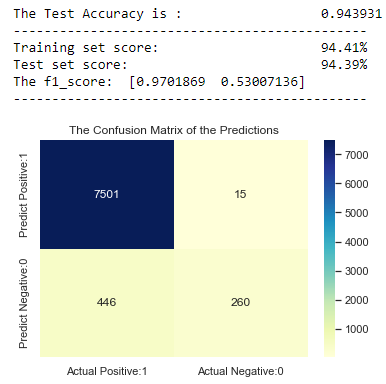 The Test Accuracy is : 0.943931
------------------------------------------------
Training set score: 94.41%
Test set score: 94.39%
The f1_score: [0.9701869 0.53007136]
------------------------------------------------
The Confusion Matrix of the Predictions
Predict Positive:1
7501
15
Predict Negative:0
446
260
Actual Positive:1
Actual Negative:0
7000
6000
5000
4000
3000
2000
1000